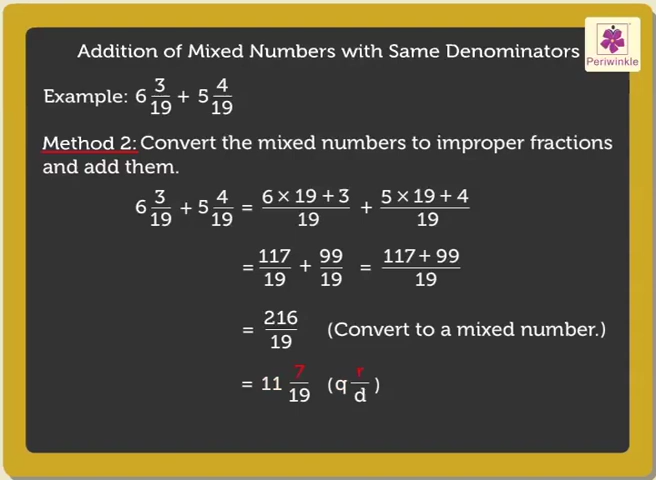 Addition of Mixed Numbers with Same Denominators
Periwinkle
Example: 6 3/19 + 5 4/19
Method 2: Convert the mixed numbers to improper fractions
and add them.
6 3/19 + 5 4/19 = 6 × 19 + 3/19 + 5 × 19 + 4/19
= 117/19 + 99/19 = 117 + 99/19
= 216/19 (Convert to a mixed number.)
= 11 7/19 (q r/d)